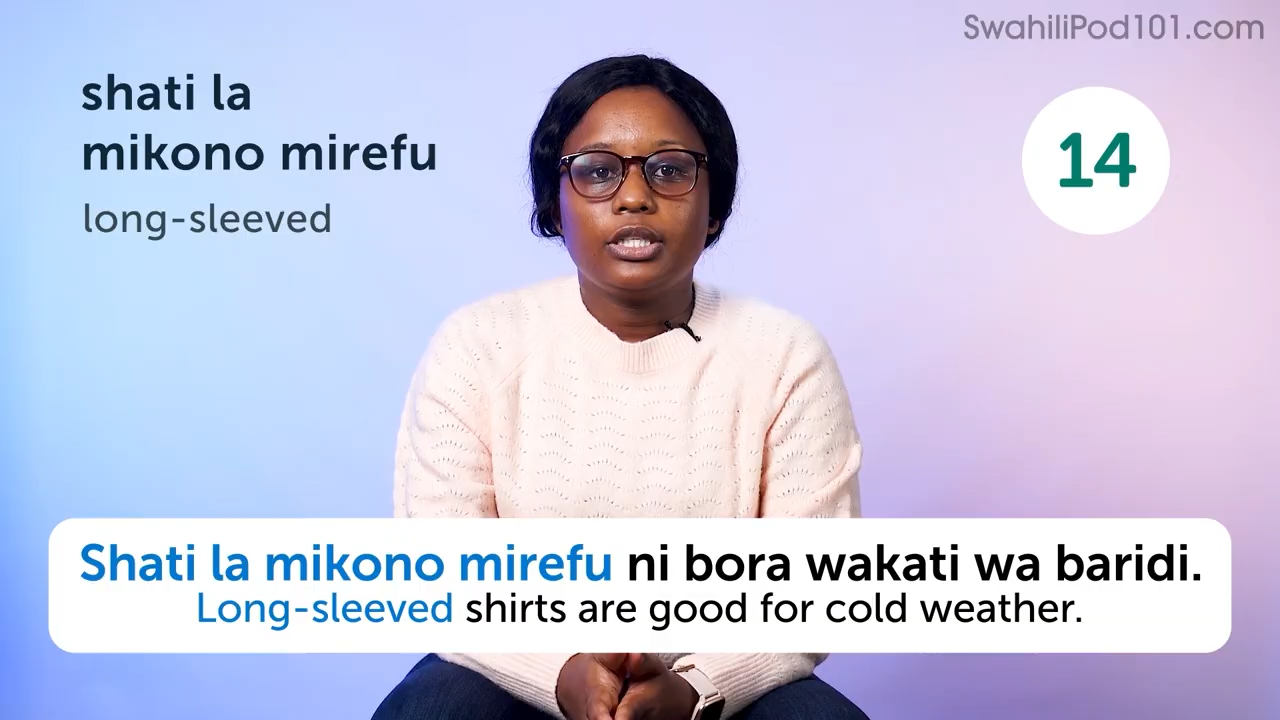 SwahiliPod101.com
shati la
mikono mirefu
long-sleeved
14
Shati la mikono mirefu ni bora wakati wa baridi.
Long-sleeved shirts are good for cold weather.